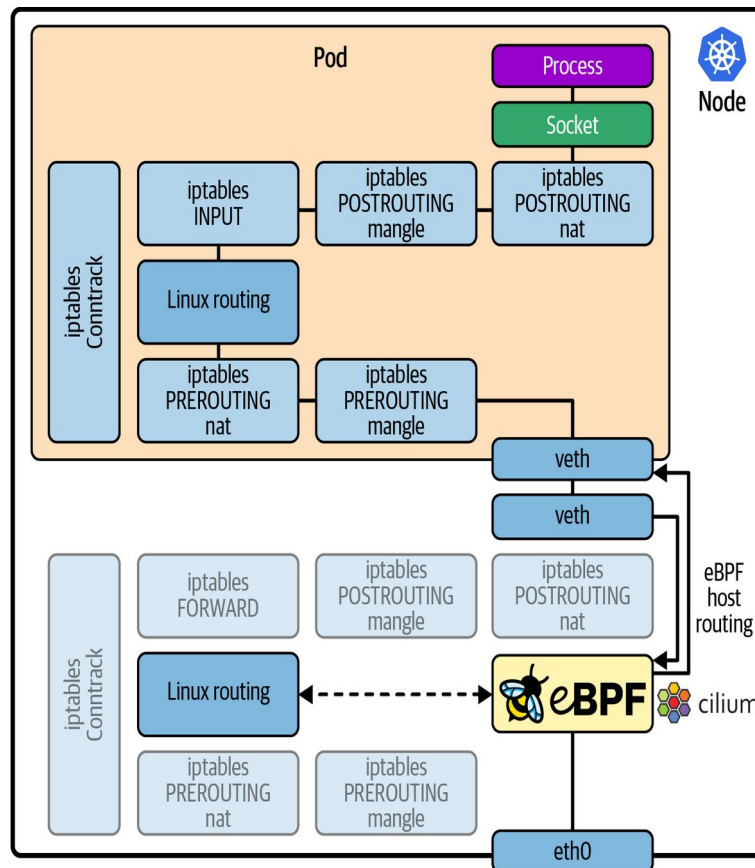 Pod
Process
Node
Socket
iptables
Conntrack
iptables
INPUT
iptables
POSTROUTING
mangle
iptables
POSTROUTING
nat
Linux routing
iptables
PREROUTING
nat
iptables
PREROUTING
mangle
veth
veth
eBPF
host
routing
iptables
Conntrack
iptables
FORWARD
iptables
POSTROUTING
mangle
iptables
POSTROUTING
nat
Linux routing
eBPF
cilium
iptables
PREROUTING
nat
iptables
PREROUTING
mangle
eth0